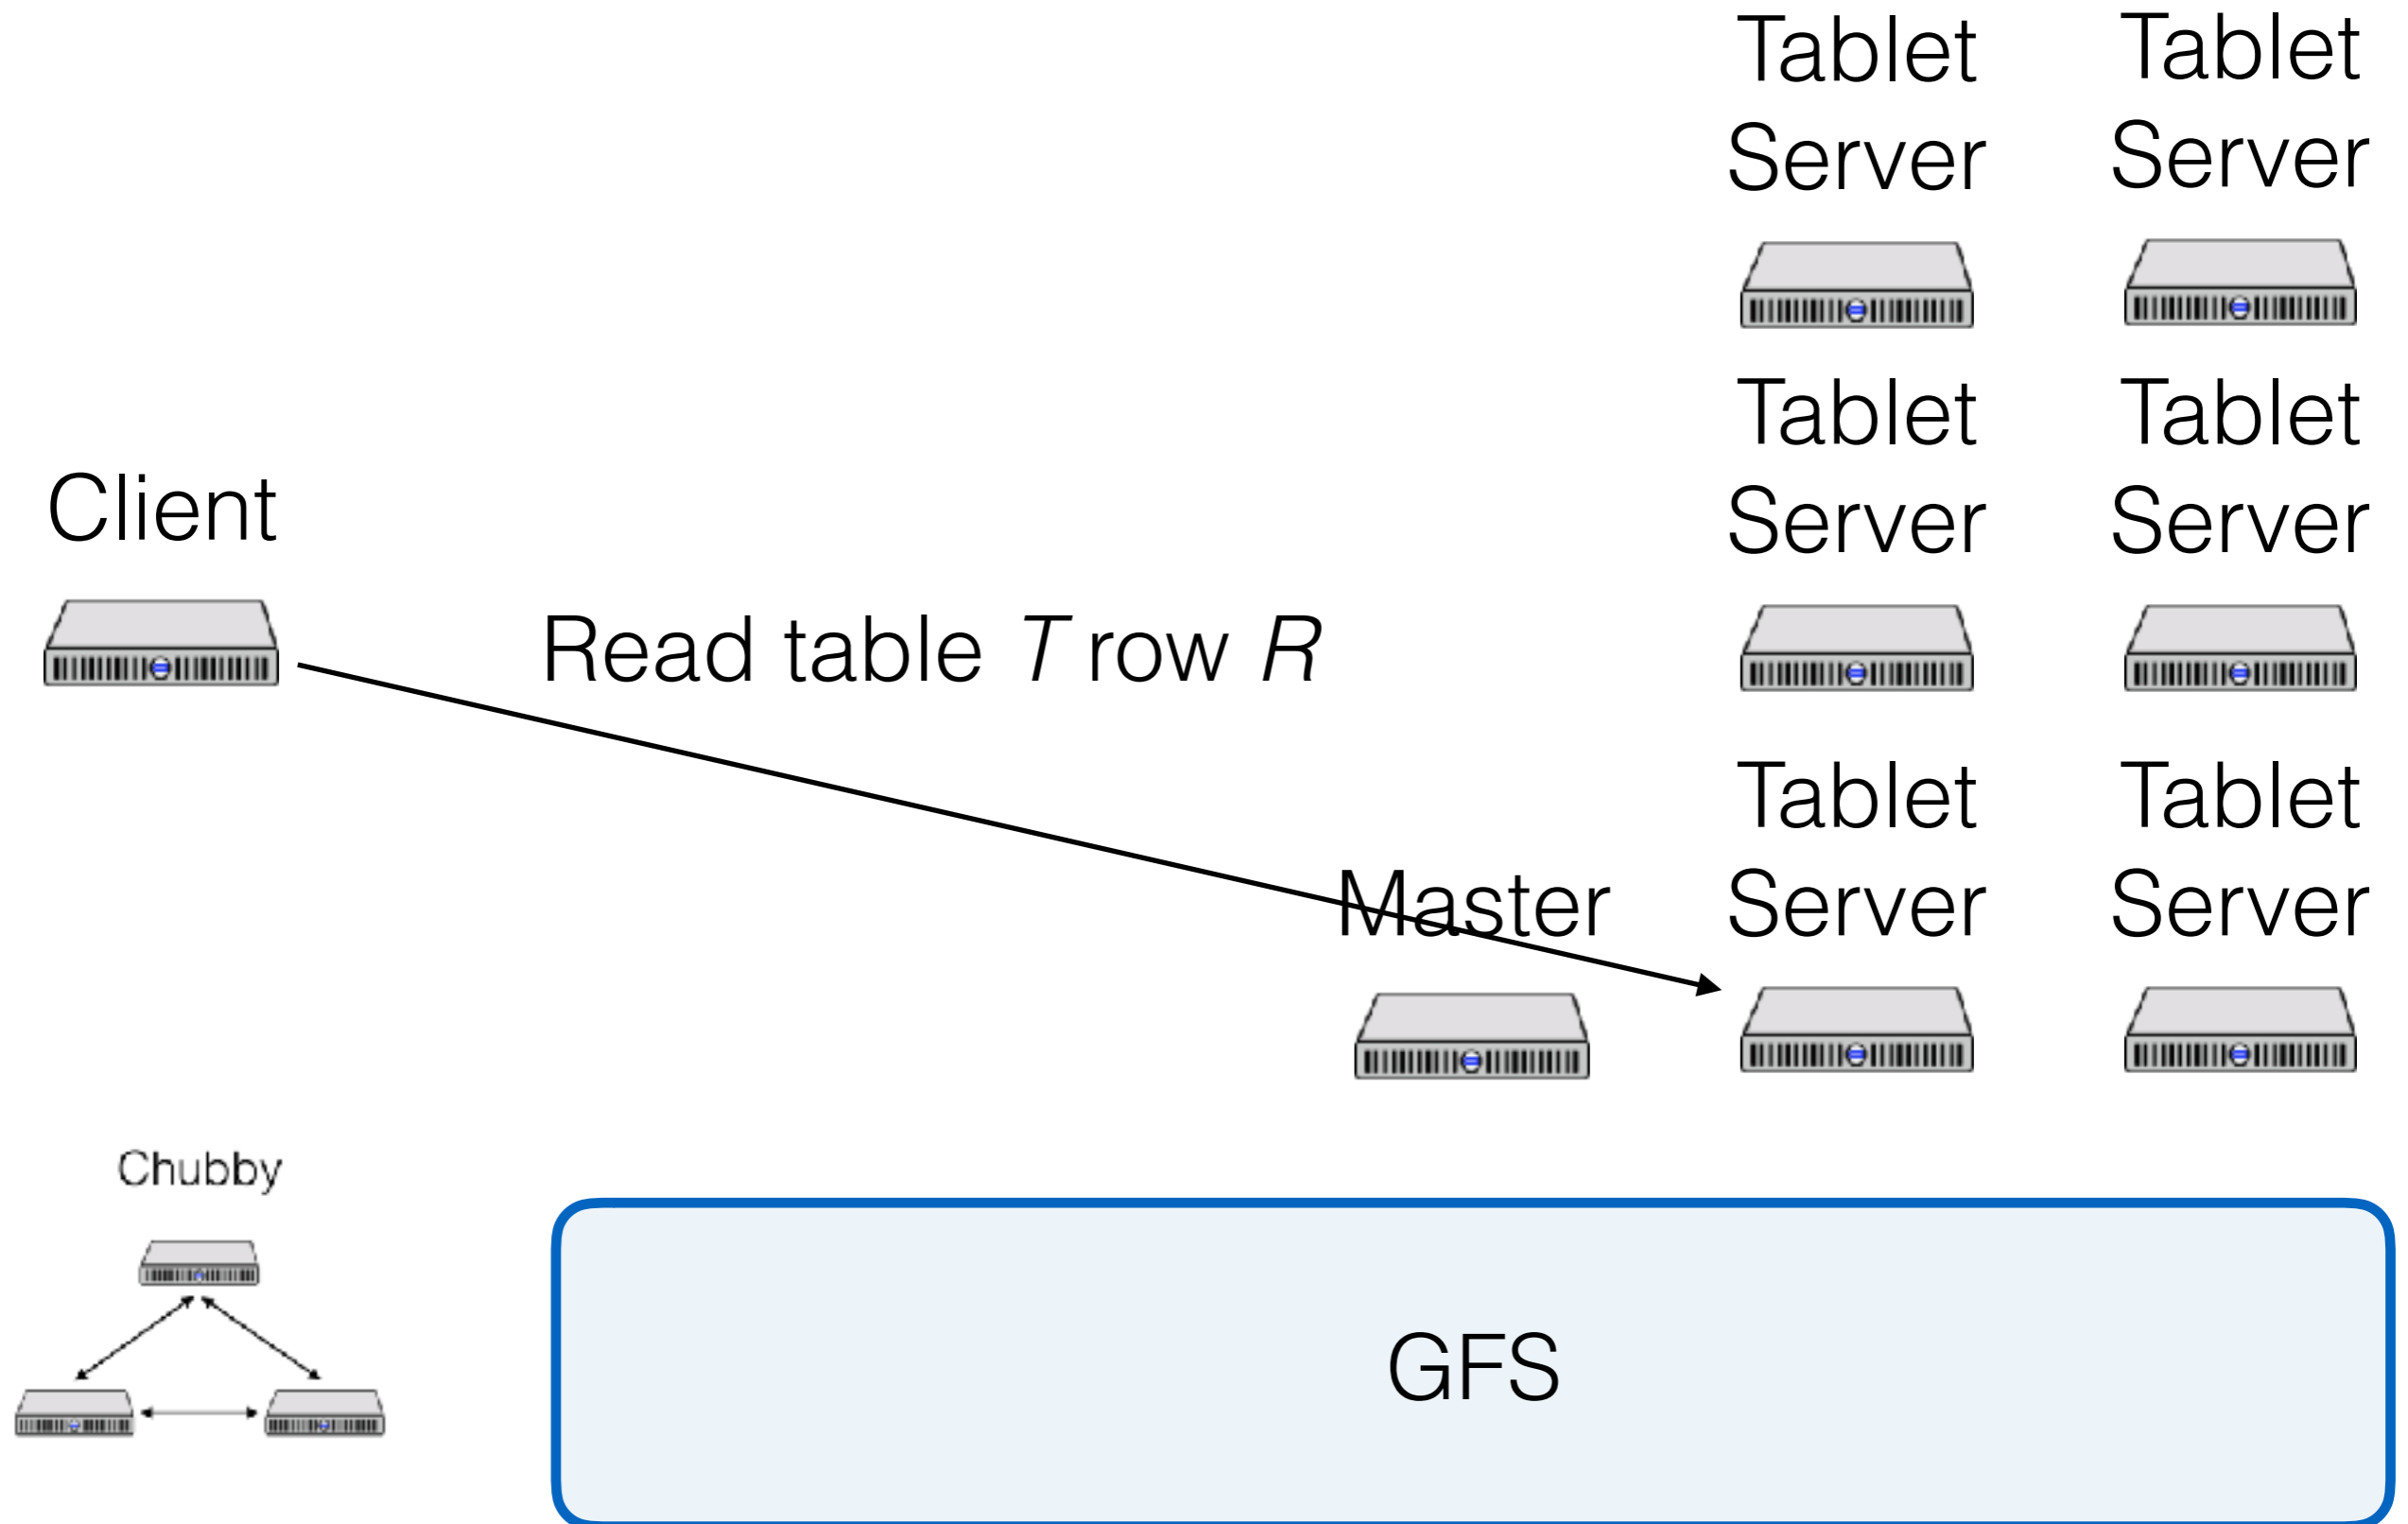 Tablet
Server
Tablet
Server
Tablet
Server
Tablet
Server
Client
Read table T row R
Tablet
Server
Tablet
Server
Master
Chubby
GFS